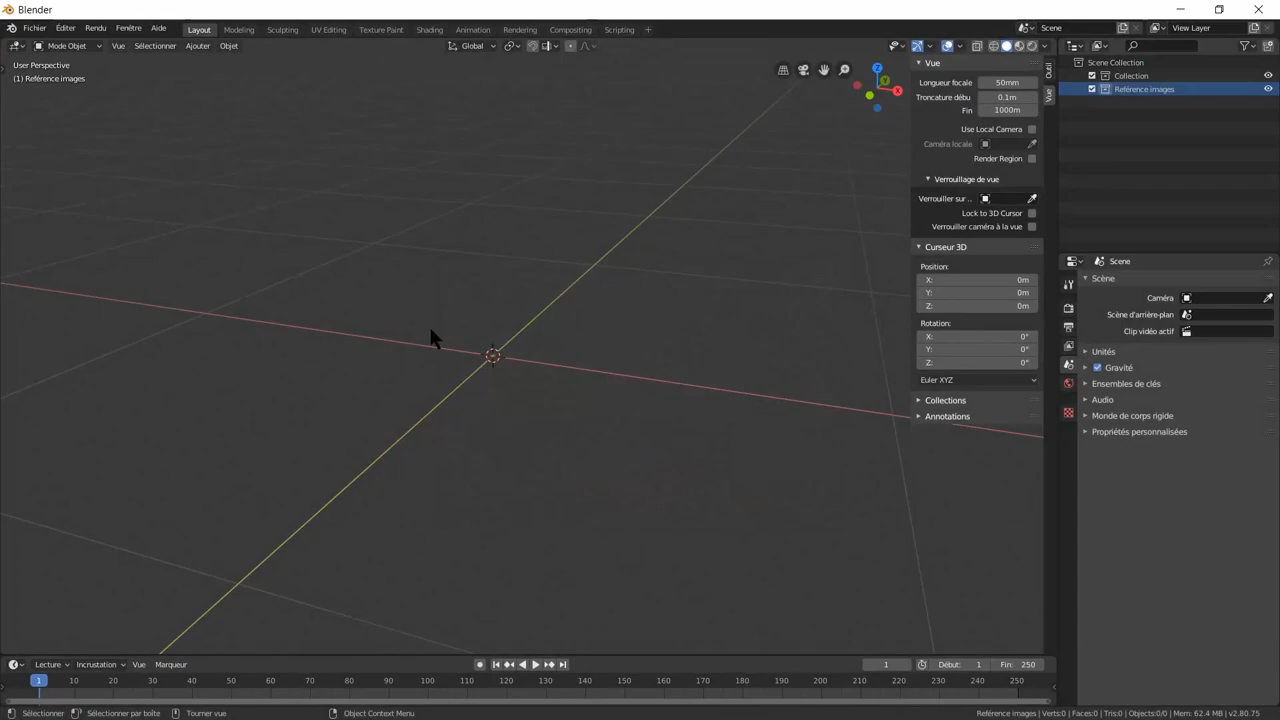 Blender
Fichier Éditer Rendu Fenêtre Aide Layout Modeling Sculpting UV Editing Texture Paint Shading Animation Rendering Compositing Scripting + Scene View Layer
Mode Objet Vue Sélectionner Ajouter Objet Global
User Perspective
(1) Reférence images
Z
Y
X
Vue
Longueur focale 50mm
Troncature débu 0.1m
Fin 1000m
Use Local Camera
Caméra locale
Render Region
Verrouillage de vue
Verrouiller sur ..
Lock to 3D Cursor
Verrouiller caméra à la vue
Curseur 3D
Position:
X: 0m
Y: 0m
Z: 0m
Rotation:
X: 0°
Y: 0°
Z: 0°
Euler XYZ
Collections
Annotations
Outil
Vue
Scene Collection
Collection
Reférence images
Scene
Scène
Caméra
Scène d'arrière-plan
Clip vidéo actif
Unités
Gravité
Ensembles de clés
Audio
Monde de corps rigide
Propriétés personnalisées
Lecture Incrustation Vue Marqueur 1 Début: 1 Fin: 250
1 10 20 30 40 50 60 70 80 90 100 110 120 130 140 150 160 170 180 190 200 210 220 230 240 250
Sélectionner Sélectionner par boîte Tourner vue Object Context Menu Reférence images | Verts:0 | Faces:0 | Tris:0 | Objects:0/0 | Mem: 62.4 MB | v2.80.75